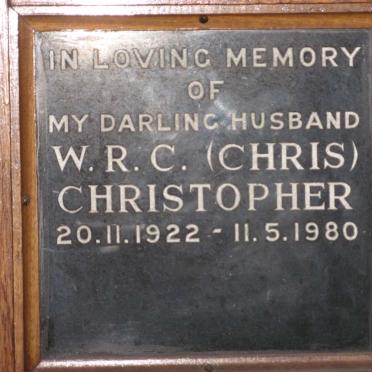 IN LOVING MEMORY
OF
MY DARLING HUSBAND
W. R. C. (CHRIS)
CHRISTOPHER
20.11.1922 - 11.5.1980